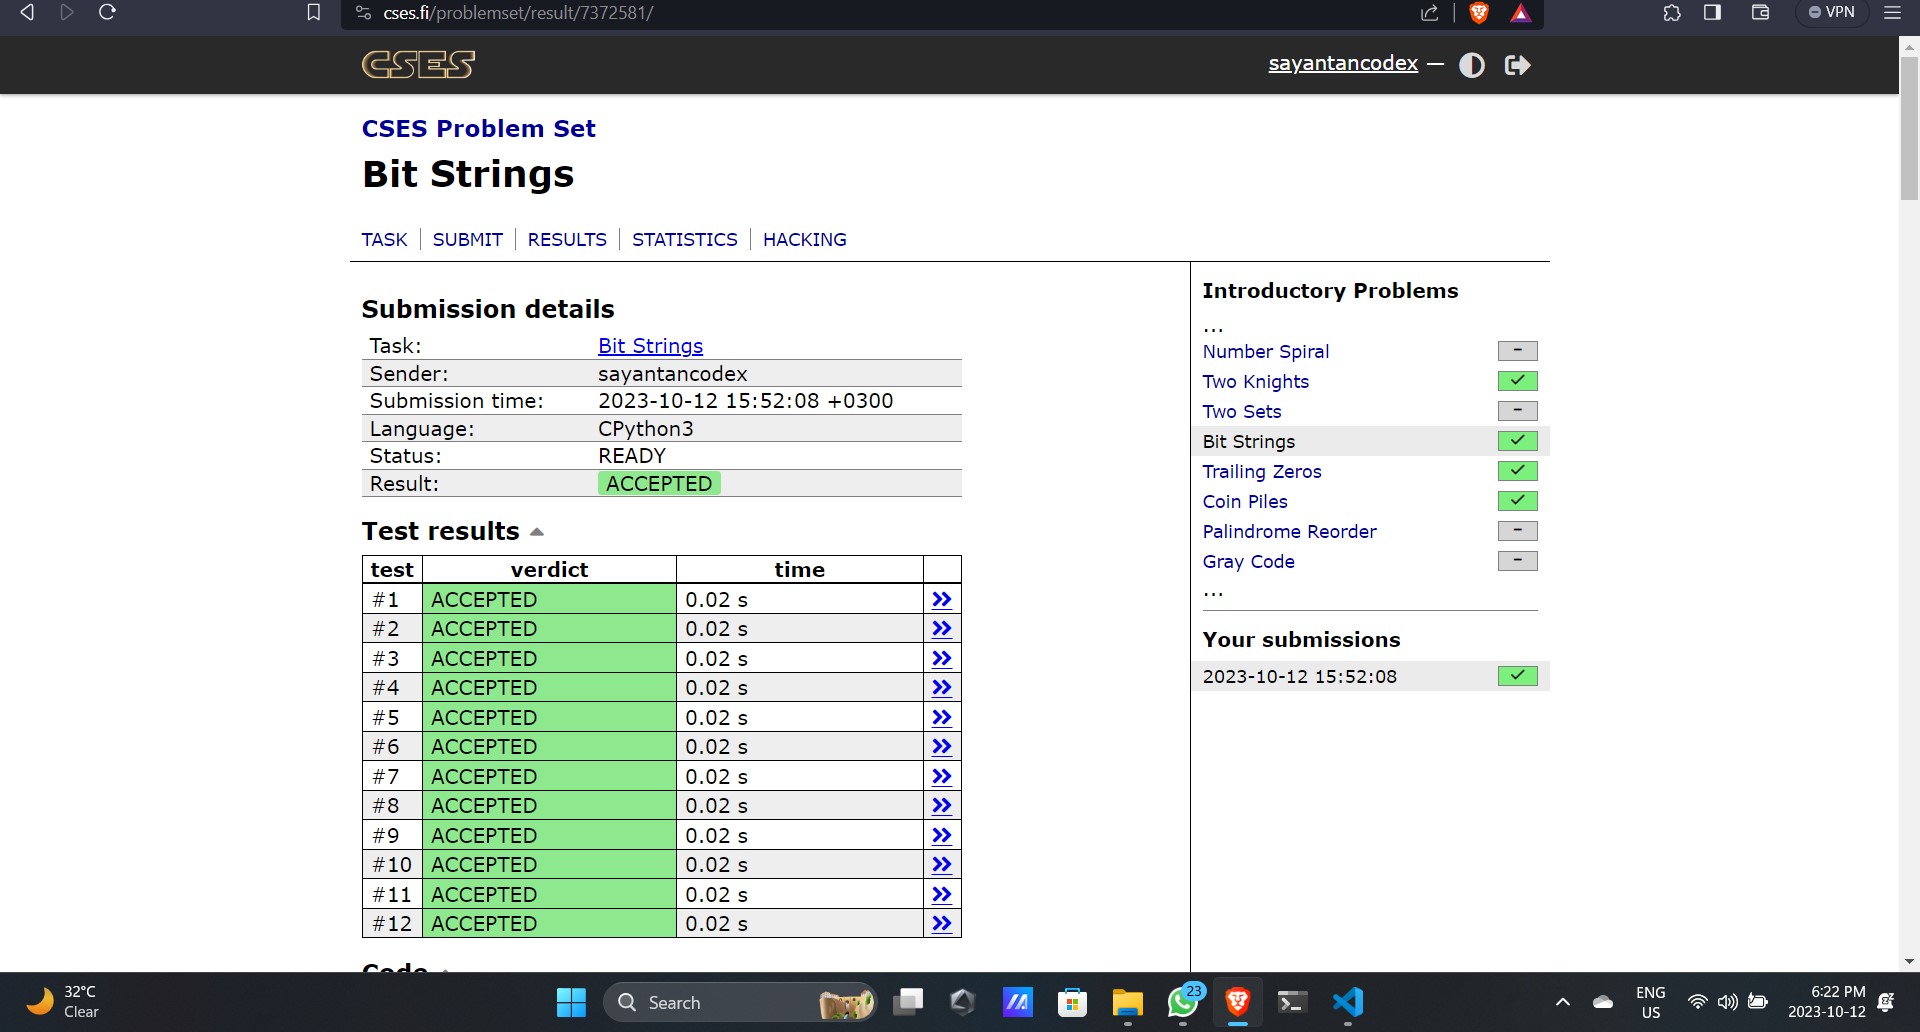 cses.fi/problemset/result/7372581/
VPN
CSES
sayantancodex —
CSES Problem Set
Bit Strings
TASK | SUBMIT | RESULTS | STATISTICS | HACKING
Submission details
Task: Bit Strings
Sender: sayantancodex
Submission time: 2023-10-12 15:52:08 +0300
Language: CPython3
Status: READY
Result: ACCEPTED
Test results
test verdict time
#1 ACCEPTED 0.02 s »
#2 ACCEPTED 0.02 s »
#3 ACCEPTED 0.02 s »
#4 ACCEPTED 0.02 s »
#5 ACCEPTED 0.02 s »
#6 ACCEPTED 0.02 s »
#7 ACCEPTED 0.02 s »
#8 ACCEPTED 0.02 s »
#9 ACCEPTED 0.02 s »
#10 ACCEPTED 0.02 s »
#11 ACCEPTED 0.02 s »
#12 ACCEPTED 0.02 s »
Code
Introductory Problems
...
Number Spiral –
Two Knights ✓
Two Sets –
Bit Strings ✓
Trailing Zeros ✓
Coin Piles ✓
Palindrome Reorder –
Gray Code –
...
Your submissions
2023-10-12 15:52:08 ✓
32°C
Clear
Search
23
ENG
US
6:22 PM
2023-10-12